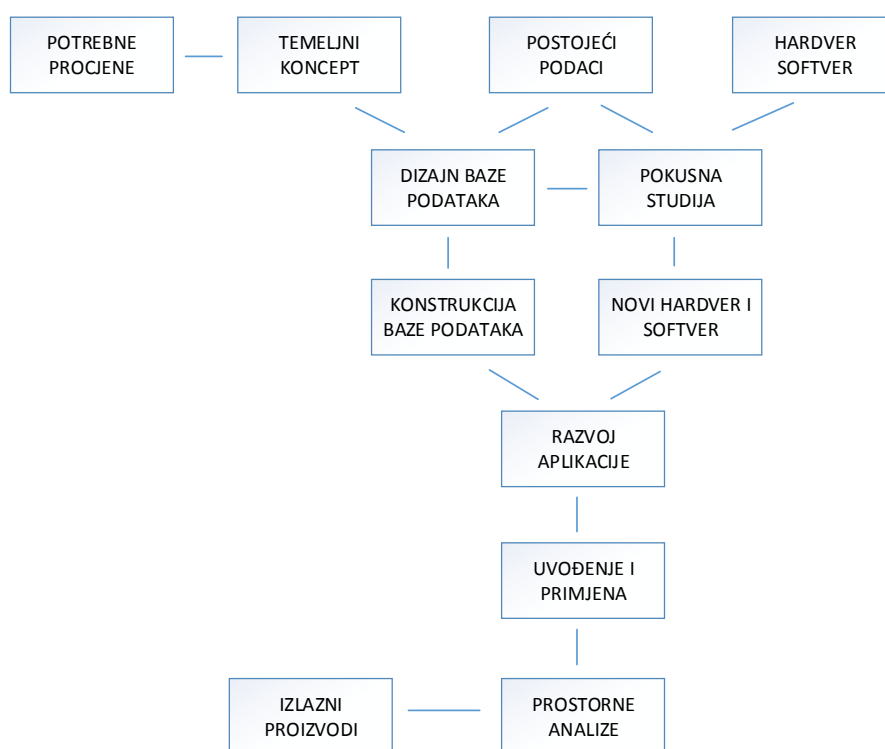 POTREBNE
PROCJENE
TEMELJNI
KONCEPT
POSTOJEĆI
PODACI
HARDVER
SOFTVER
DIZAJN BAZE
PODATAKA
POKUSNA
STUDIJA
KONSTRUKCIJA
BAZE PODATAKA
NOVI HARDVER I
SOFTVER
RAZVOJ
APLIKACIJE
UVOĐENJE I
PRIMJENA
IZLAZNI
PROIZVODI
PROSTORNE
ANALIZE